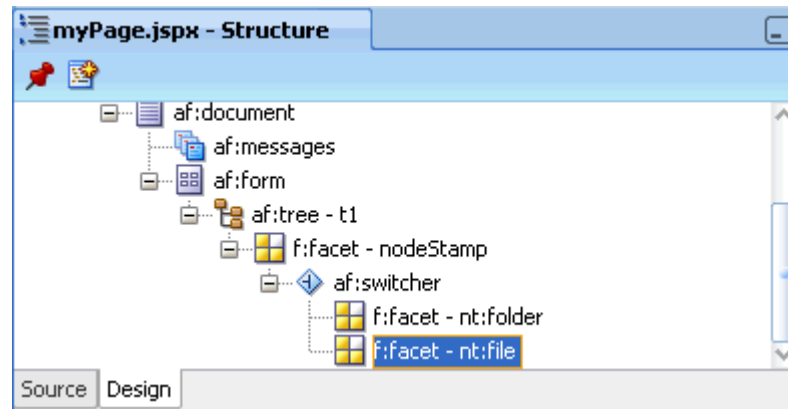 myPage.jspx - Structure
af:document
af:messages
af:form
af:tree - t1
f:facet - nodeStamp
af:switcher
f:facet - nt:folder
f:facet - nt:file
Source Design